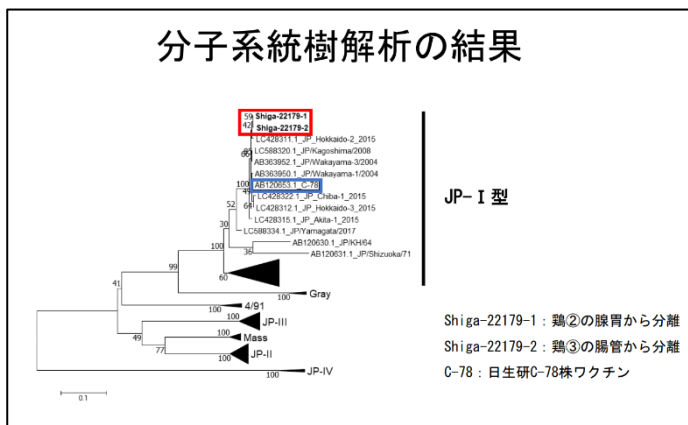 分子系統樹解析の結果
59
Shiga-22179-1
42
Shiga-22179-2
LC428311.1_JP_Hokkaido-2_2015
LC588320.1_JP/Kagoshima/2008
66
AB363952.1_JP/Wakayama-3/2004
AB363950.1_JP/Wakayama-1/2004
100
AB120653.1_C-78
49
LC428322.1_JP_Chiba-1_2015
52
64
LC428312.1_JP_Hokkaido-3_2015
LC428315.1_JP_Akita-1_2015
30
LC588334.1_JP/Yamagata/2017
AB120630.1_JP/KH/64
100
36
AB120631.1_JP/Shizuoka/71
JP-Ⅰ型
99
60
41
100
Gray
100
4/91
JP-III
49
100
Mass
77
100
JP-II
100
JP-IV
100
0.1
Shiga-22179-1：鶏②の腺胃から分離
Shiga-22179-2：鶏③の腸管から分離
C-78：日生研C-78株ワクチン